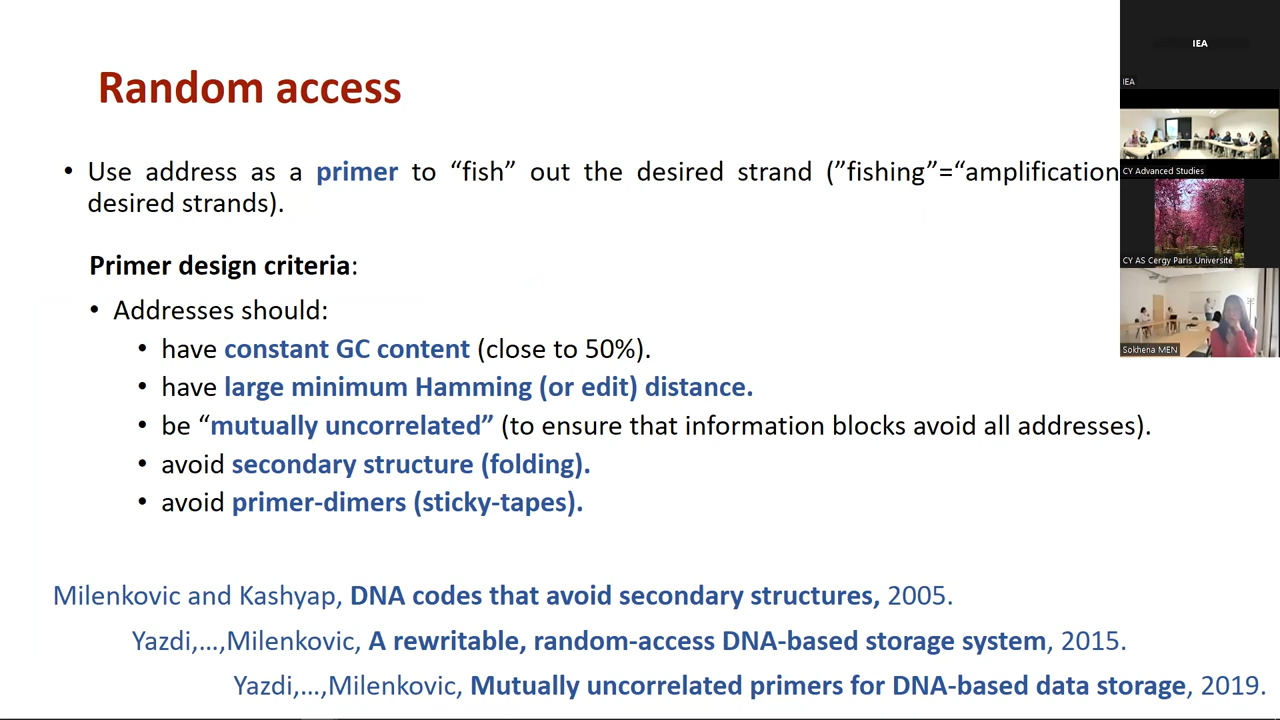 Random access
• Use address as a primer to “fish” out the desired strand (”fishing”=“amplification
desired strands).
Primer design criteria:
• Addresses should:
• have constant GC content (close to 50%).
• have large minimum Hamming (or edit) distance.
• be “mutually uncorrelated” (to ensure that information blocks avoid all addresses).
• avoid secondary structure (folding).
• avoid primer-dimers (sticky-tapes).
Milenkovic and Kashyap, DNA codes that avoid secondary structures, 2005.
Yazdi,…,Milenkovic, A rewritable, random-access DNA-based storage system, 2015.
Yazdi,…,Milenkovic, Mutually uncorrelated primers for DNA-based data storage, 2019.
IEA
IEA
CY Advanced Studies
CY AS Cergy Paris Université
Sokhena MEN